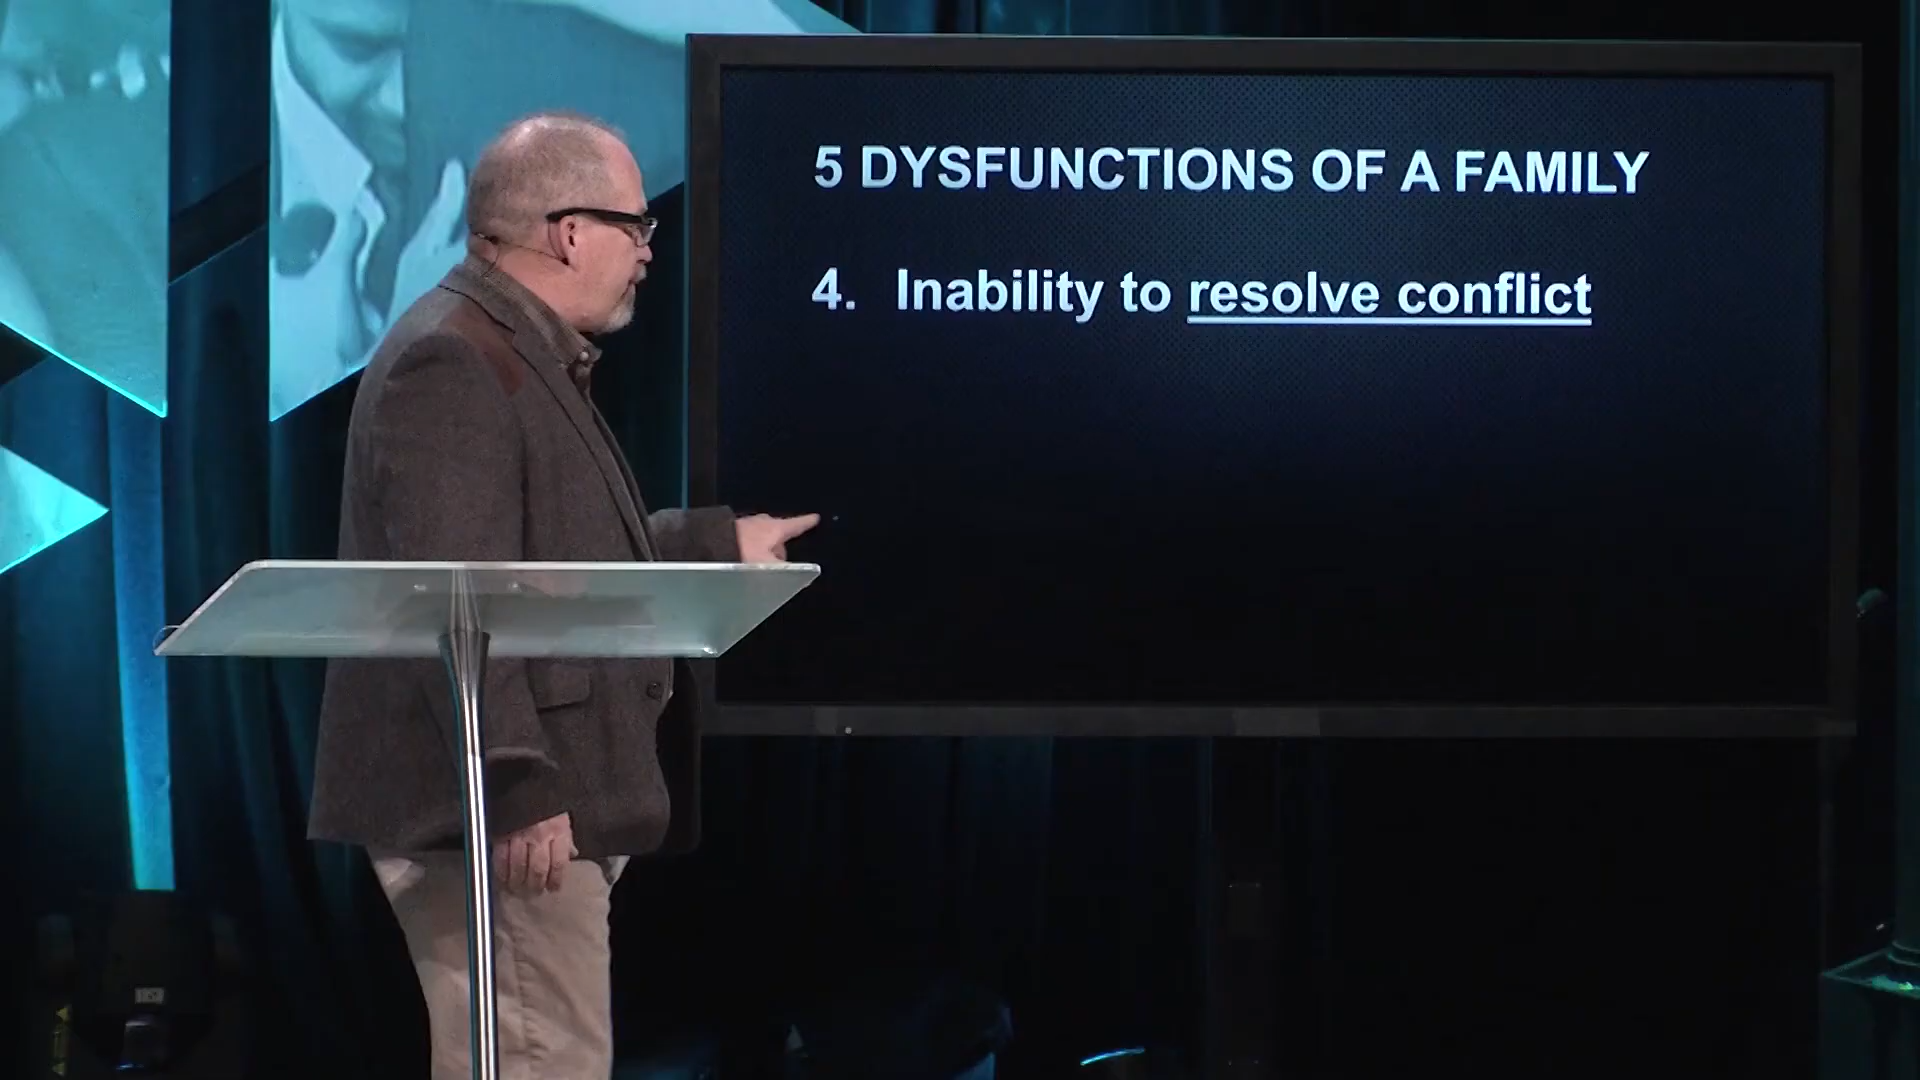 5 DYSFUNCTIONS OF A FAMILY
4. Inability to resolve conflict